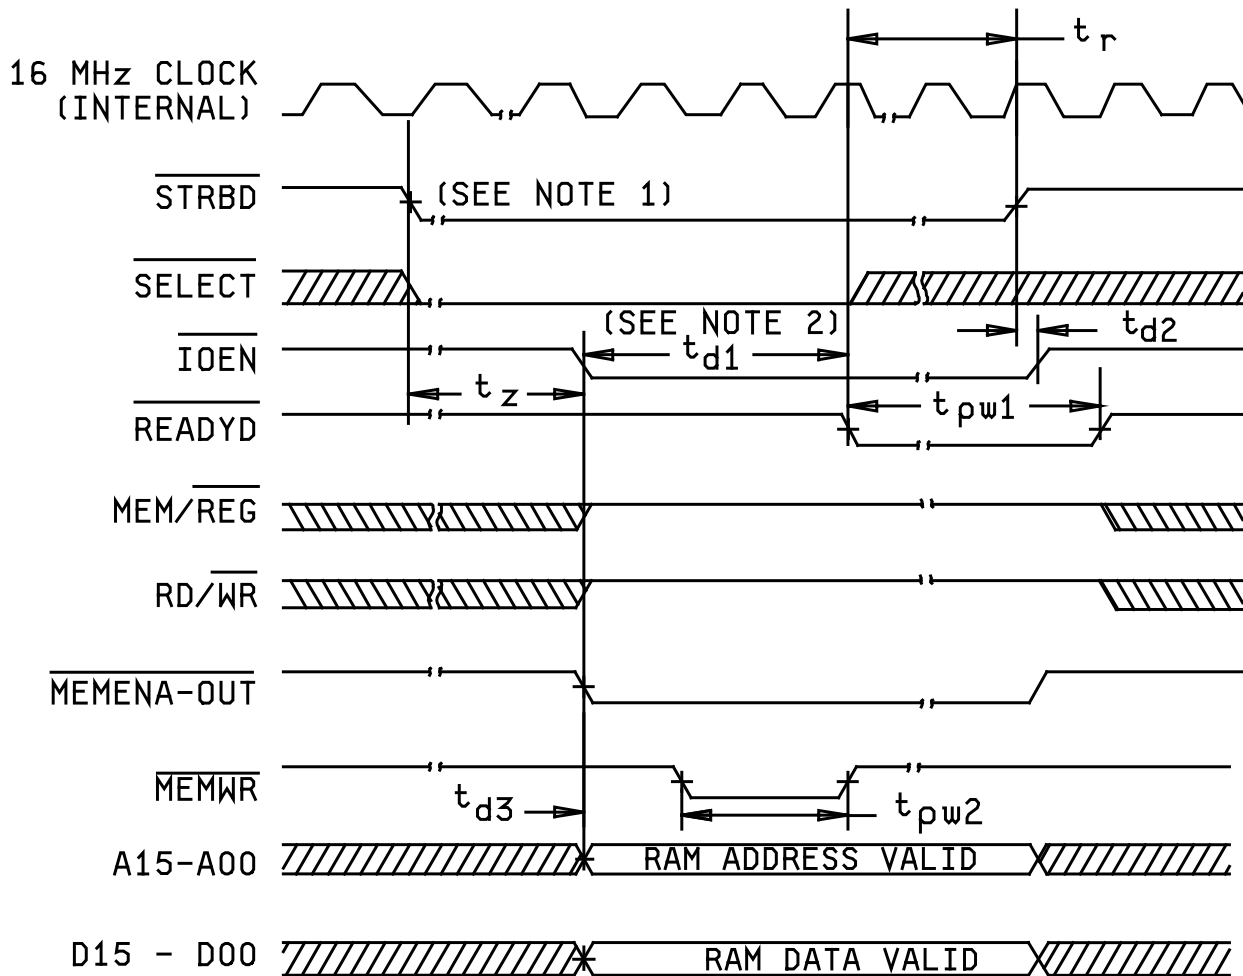 t r
16 MHz CLOCK
(INTERNAL)
STRBD
(SEE NOTE 1)
SELECT
(SEE NOTE 2)
IOEN
t d1
t d2
t z
READYD
t pw1
MEM/REG
RD/WR
MEMENA-OUT
MEMWR
t d3
t pw2
A15-A00
RAM ADDRESS VALID
D15 - D00
RAM DATA VALID